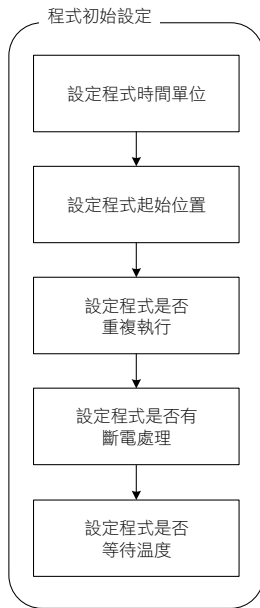 程式初始設定
設定程式時間單位
設定程式起始位置
設定程式是否
重複執行
設定程式是否有
斷電處理
設定程式是否
等待温度